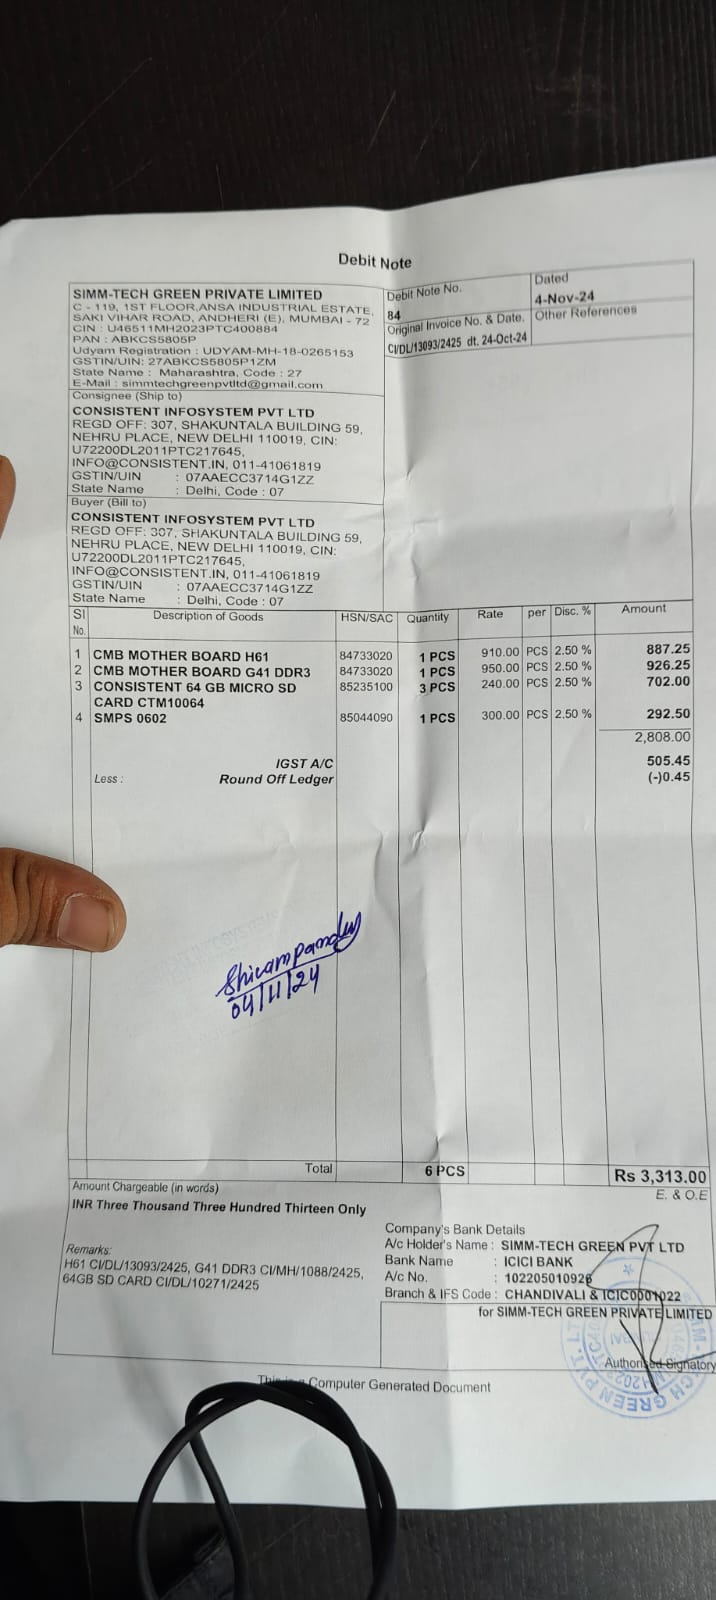 Debit Note
SIMM-TECH GREEN PRIVATE LIMITED
C - 119, 1ST FLOOR,ANSA INDUSTRIAL ESTATE,
SAKI VIHAR ROAD, ANDHERI (E), MUMBAI - 72
CIN : U46511MH2023PTC400884
PAN : ABKCS5805P
Udyam Registration : UDYAM-MH-18-0265153
GSTIN/UIN: 27ABKCS5805P1ZM
State Name : Maharashtra, Code : 27
E-Mail : simmtechgreenpvtltd@gmail.com
Debit Note No.
84
Dated
4-Nov-24
Original Invoice No. & Date.
CI/DL/13093/2425 dt. 24-Oct-24
Other References
Consignee (Ship to)
CONSISTENT INFOSYSTEM PVT LTD
REGD OFF: 307, SHAKUNTALA BUILDING 59,
NEHRU PLACE, NEW DELHI 110019, CIN:
U72200DL2011PTC217645,
INFO@CONSISTENT.IN, 011-41061819
GSTIN/UIN : 07AAECC3714G1ZZ
State Name : Delhi, Code : 07
Buyer (Bill to)
CONSISTENT INFOSYSTEM PVT LTD
REGD OFF: 307, SHAKUNTALA BUILDING 59,
NEHRU PLACE, NEW DELHI 110019, CIN:
U72200DL2011PTC217645,
INFO@CONSISTENT.IN, 011-41061819
GSTIN/UIN : 07AAECC3714G1ZZ
State Name : Delhi, Code : 07
Sl No. Description of Goods HSN/SAC Quantity Rate per Disc. % Amount
1 CMB MOTHER BOARD H61 84733020 1 PCS 910.00 PCS 2.50 % 887.25
2 CMB MOTHER BOARD G41 DDR3 84733020 1 PCS 950.00 PCS 2.50 % 926.25
3 CONSISTENT 64 GB MICRO SD 85235100 3 PCS 240.00 PCS 2.50 % 702.00
CARD CTM10064
4 SMPS 0602 85044090 1 PCS 300.00 PCS 2.50 % 292.50
2,808.00
IGST A/C 505.45
Less : Round Off Ledger (-)0.45
Shivam pandey
04/11/24
Total 6 PCS Rs 3,313.00
Amount Chargeable (in words) E. & O.E
INR Three Thousand Three Hundred Thirteen Only
Remarks:
H61 CI/DL/13093/2425, G41 DDR3 CI/MH/1088/2425,
64GB SD CARD CI/DL/10271/2425
Company's Bank Details
A/c Holder's Name : SIMM-TECH GREEN PVT LTD
Bank Name : ICICI BANK
A/c No. : 102205010926
Branch & IFS Code : CHANDIVALI & ICIC0001022
for SIMM-TECH GREEN PRIVATE LIMITED
Authorised Signatory
This is a Computer Generated Document